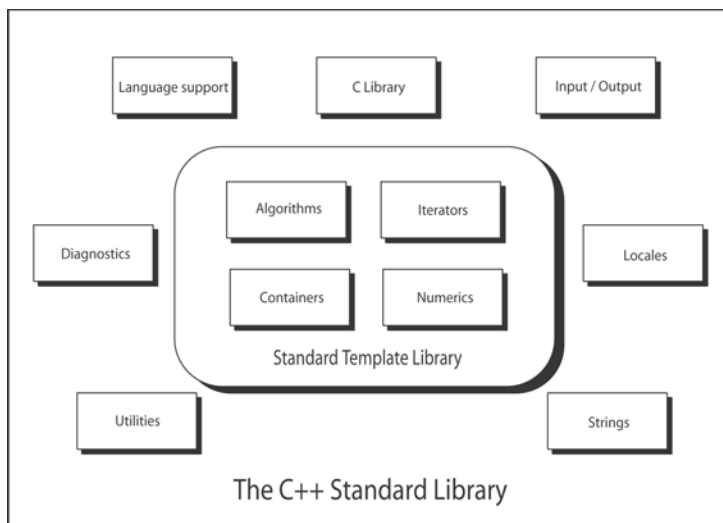 Language support
C Library
Input / Output
Algorithms
Iterators
Diagnostics
Locales
Containers
Numerics
Standard Template Library
Utilities
Strings
The C++ Standard Library